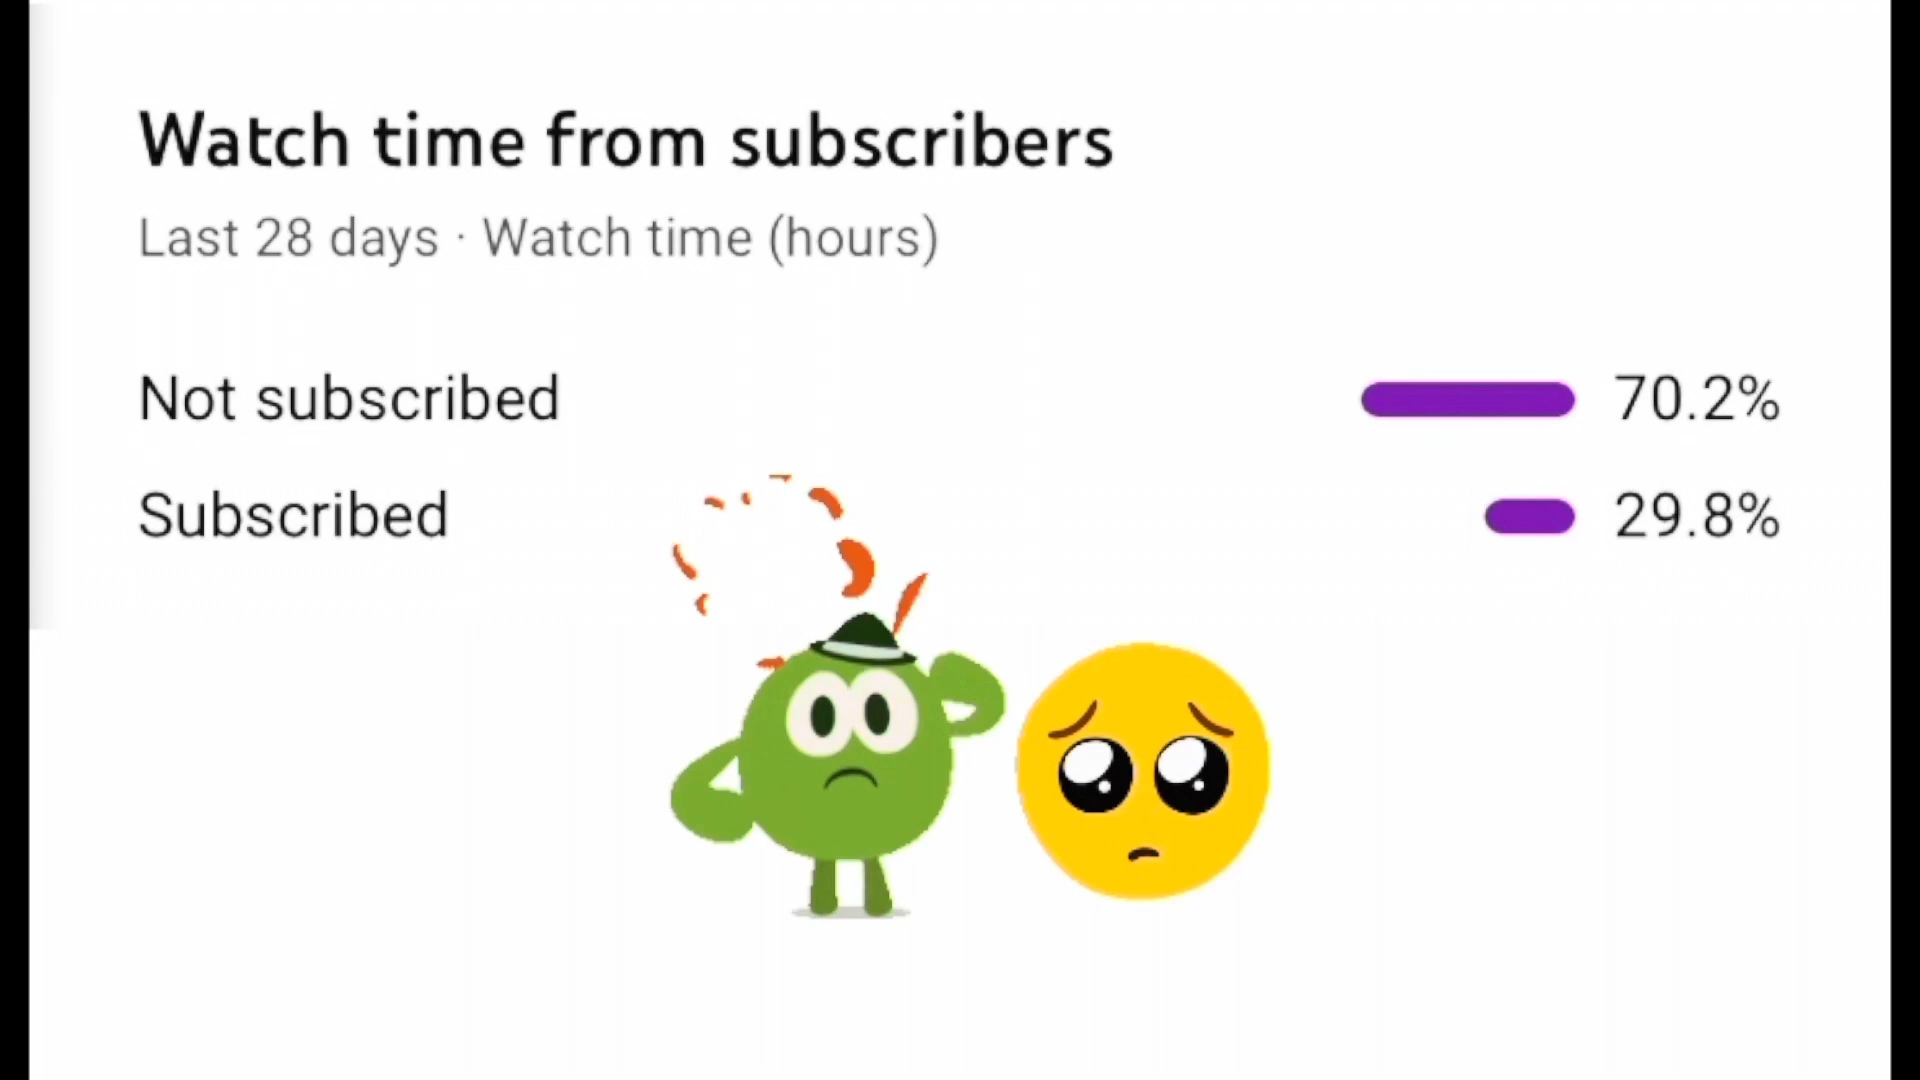 Watch time from subscribers
Last 28 days · Watch time (hours)
Not subscribed 70.2%
Subscribed 29.8%